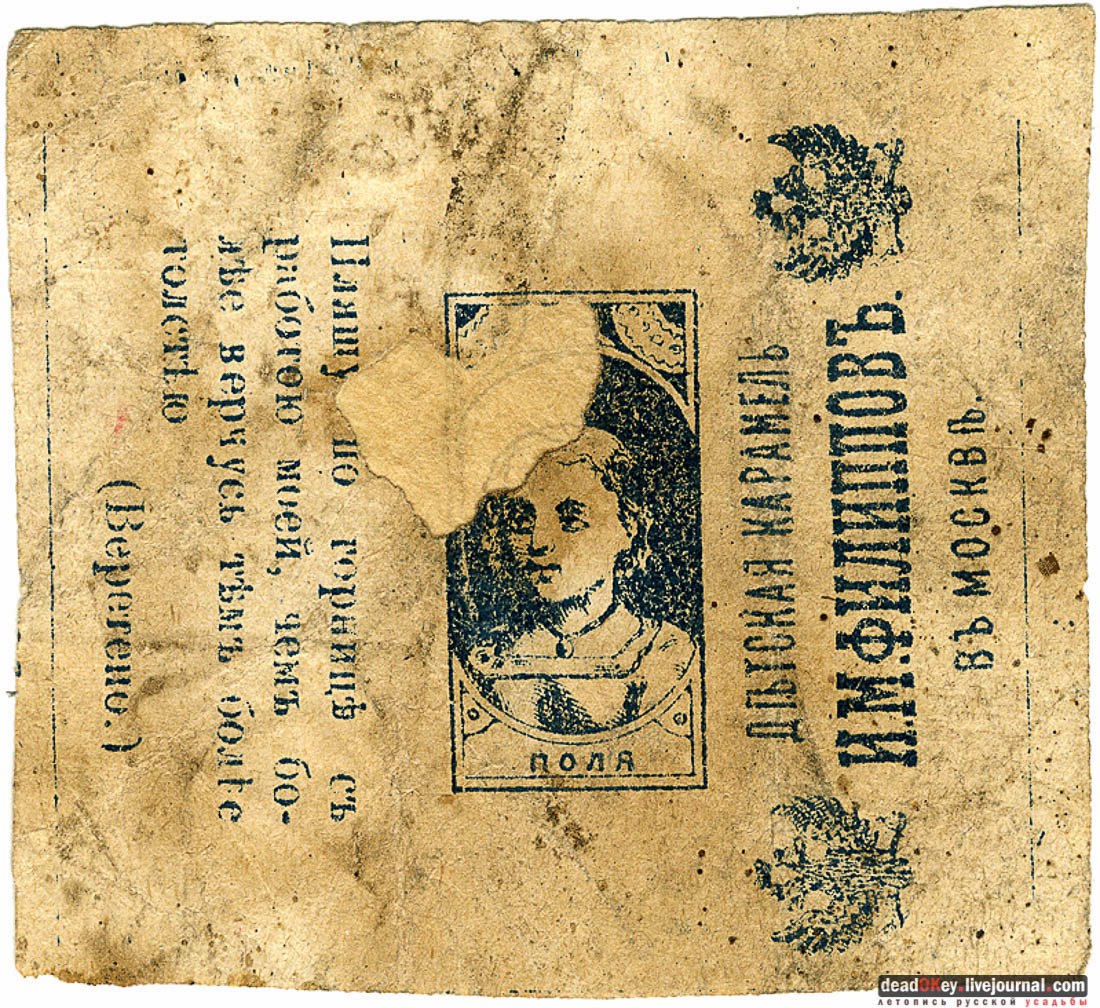 ДѢТСКАЯ КАРАМЕЛЬ
И.М.ФИЛИППОВЪ.
ВЪ МОСКВѢ.
ПОЛЯ
Пляшу по горницѣ съ
работою моей, чемъ бо-
лѣе верчусь тѣмъ болѣе
толстѣю
(Веретено.)
deadOKey.livejournal.com
летопись русской усадьбы